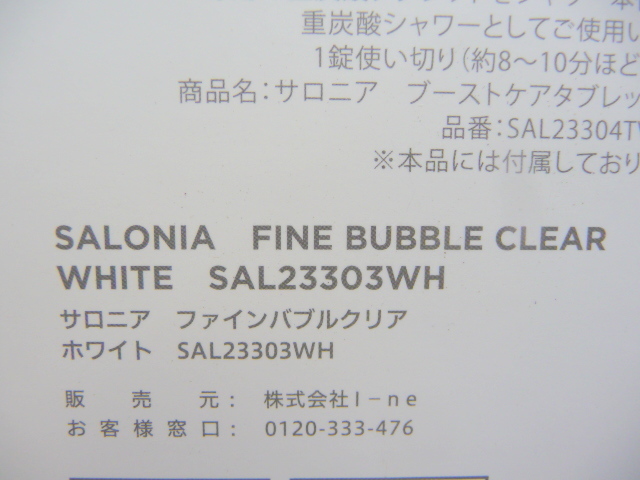 重炭酸シャワーとしてご使用い
1錠使い切り(約8～10分ほど
商品名:サロニア　ブーストケアタブレッ
品番:SAL23304T
※本品には付属しており
SALONIA　FINE BUBBLE CLEAR
WHITE　SAL23303WH
サロニア　ファインバブルクリア
ホワイト　SAL23303WH
販　売　元: 株式会社I-ne
お客様窓口: 0120-333-476